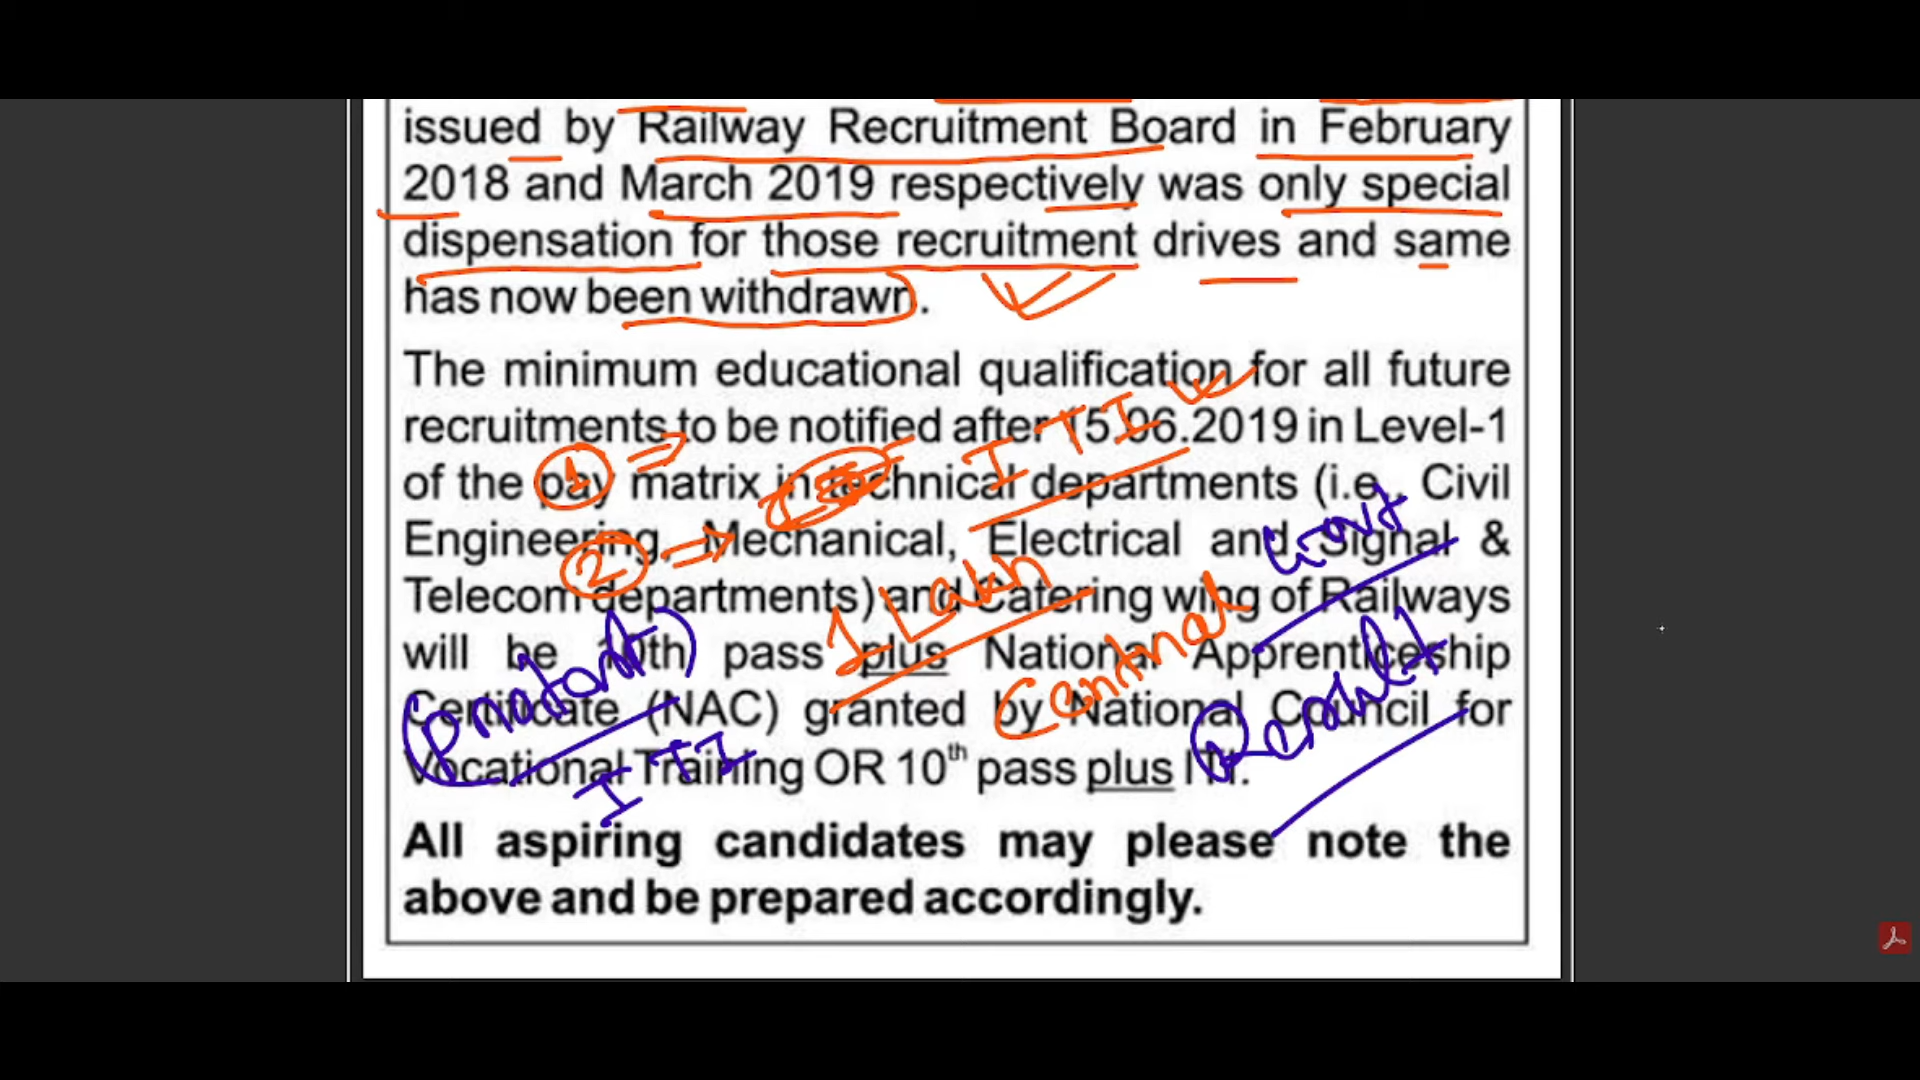 issued by Railway Recruitment Board in February
2018 and March 2019 respectively was only special
dispensation for those recruitment drives and same
has now been withdrawn.
The minimum educational qualification for all future
recruitments to be notified after 15.06.2019 in Level-1
of the pay matrix in technical departments (i.e., Civil
Engineering, Mechanical, Electrical and Signal &
Telecom departments) and Catering wing of Railways
will be 10th pass plus National Apprenticeship
Certificate (NAC) granted by National Council for
Vocational Training OR 10th pass plus ITI.
All aspiring candidates may please note the
above and be prepared accordingly.
1 ⇒ ITI
2 ⇒ 1 Lakh
Central Govt
ITI
Result